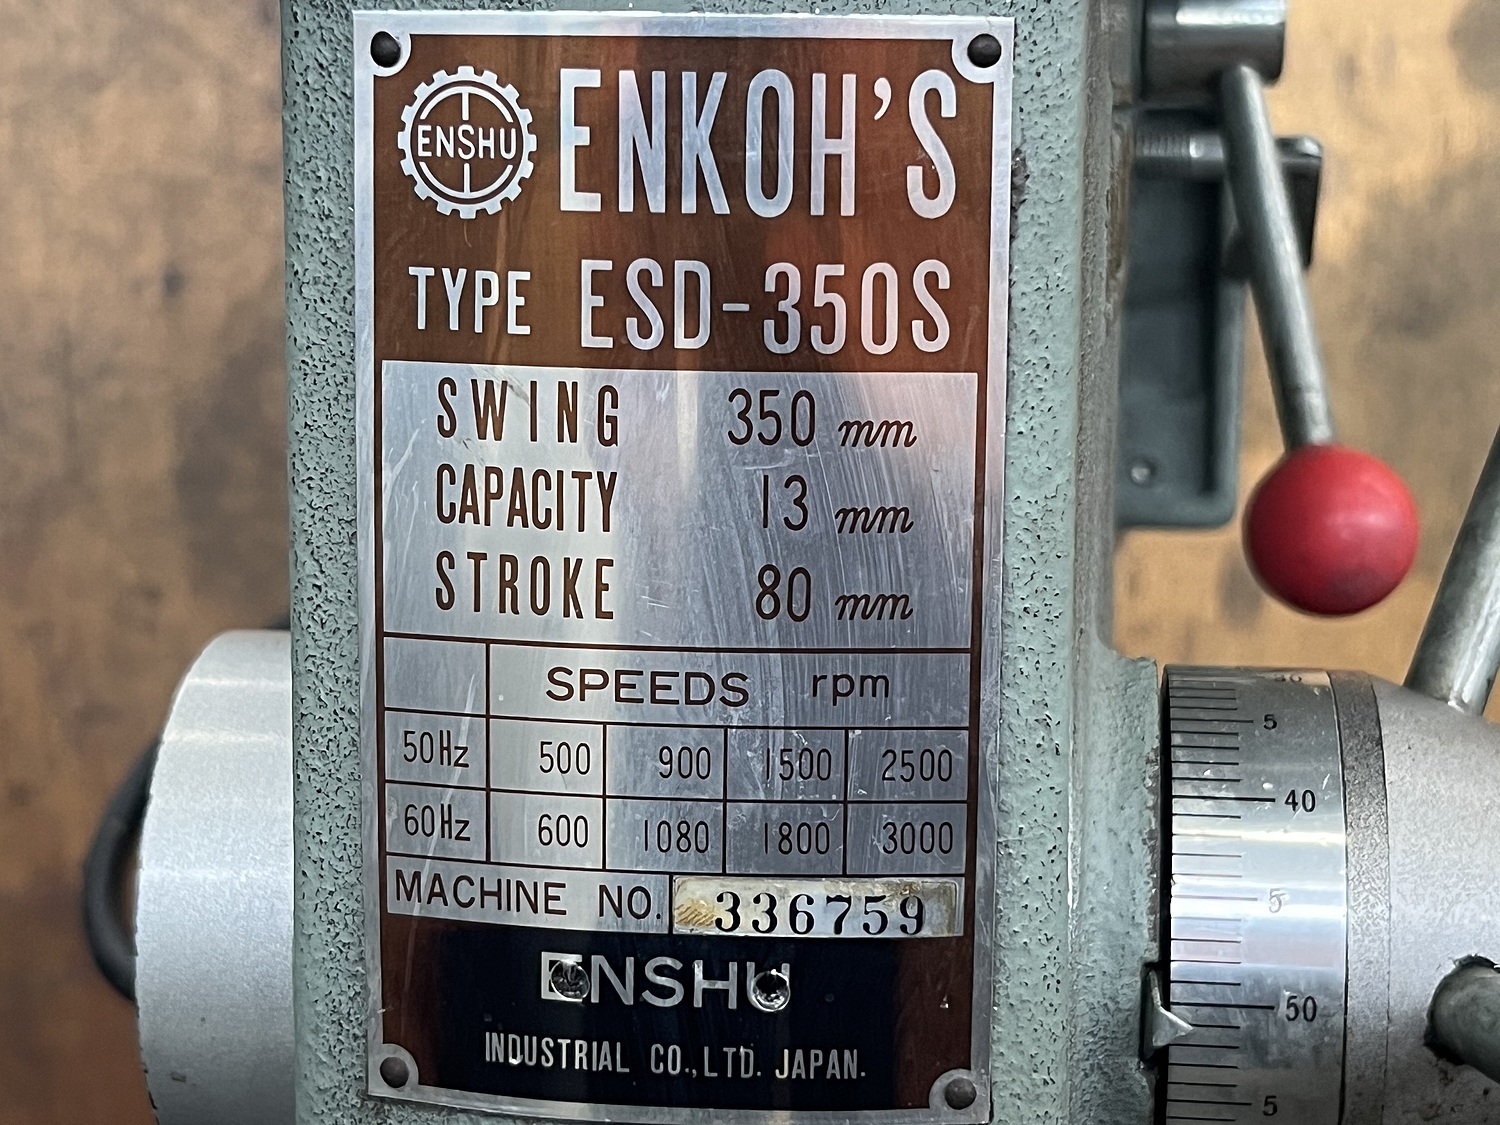 ENSHU ENKOH'S
TYPE ESD-350S
SWING 350 mm
CAPACITY 13 mm
STROKE 80 mm
SPEEDS rpm
50Hz 500 900 1500 2500
60Hz 600 1080 1800 3000
MACHINE NO. 336759
ENSHU
INDUSTRIAL CO.,LTD. JAPAN.
5
40
5
50
5